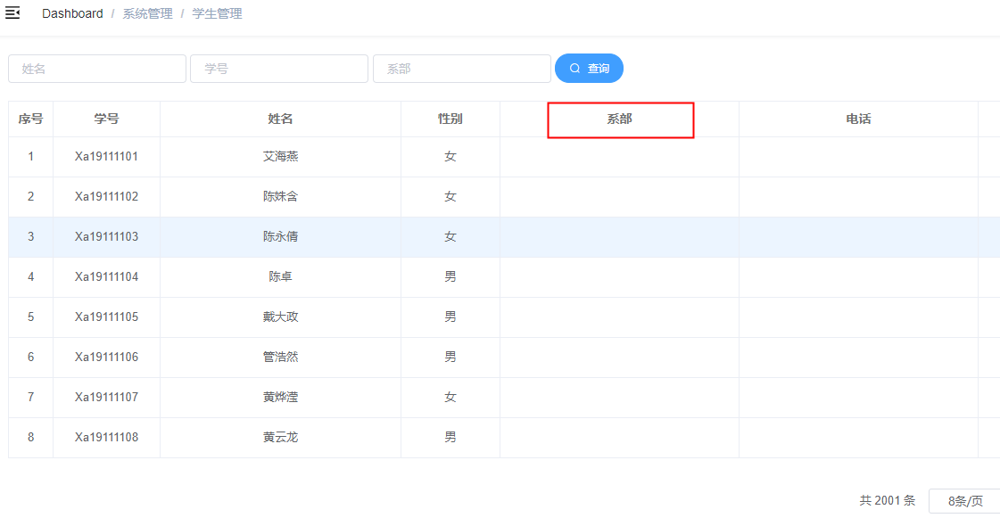 Dashboard / 系统管理 / 学生管理
姓名 学号 系部 查询
序号 学号 姓名 性别 系部 电话
1 Xa19111101 艾海燕 女
2 Xa19111102 陈姝含 女
3 Xa19111103 陈永倩 女
4 Xa19111104 陈卓 男
5 Xa19111105 戴大政 男
6 Xa19111106 管浩然 男
7 Xa19111107 黄烨滢 女
8 Xa19111108 黄云龙 男
共 2001 条 8条/页